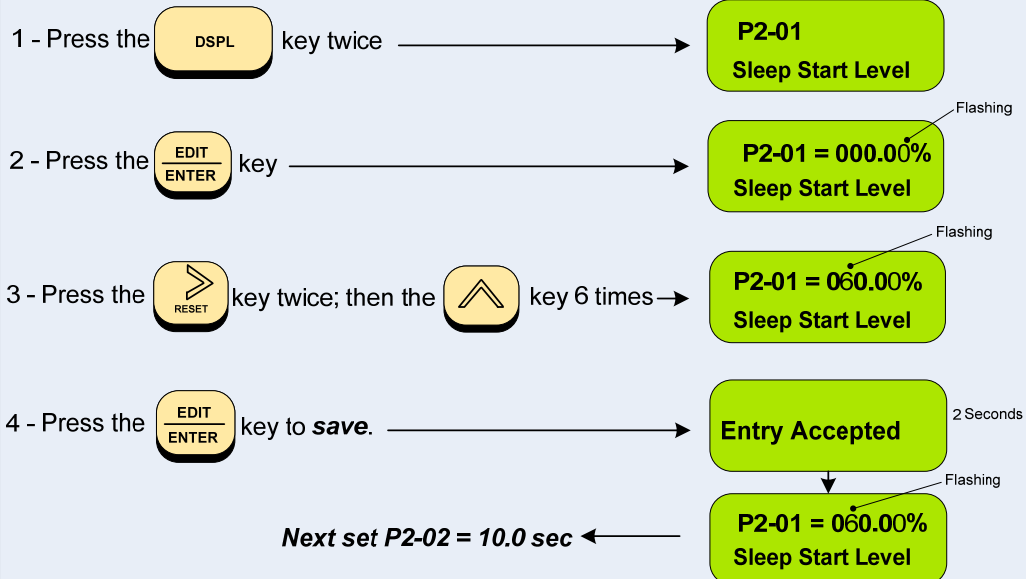 1 - Press the DSPL key twice
P2-01
Sleep Start Level
Flashing
2 - Press the EDIT ENTER key
P2-01 = 000.00%
Sleep Start Level
Flashing
3 - Press the RESET key twice; then the key 6 times
P2-01 = 060.00%
Sleep Start Level
4 - Press the EDIT ENTER key to save.
Entry Accepted
2 Seconds
Flashing
P2-01 = 060.00%
Sleep Start Level
Next set P2-02 = 10.0 sec